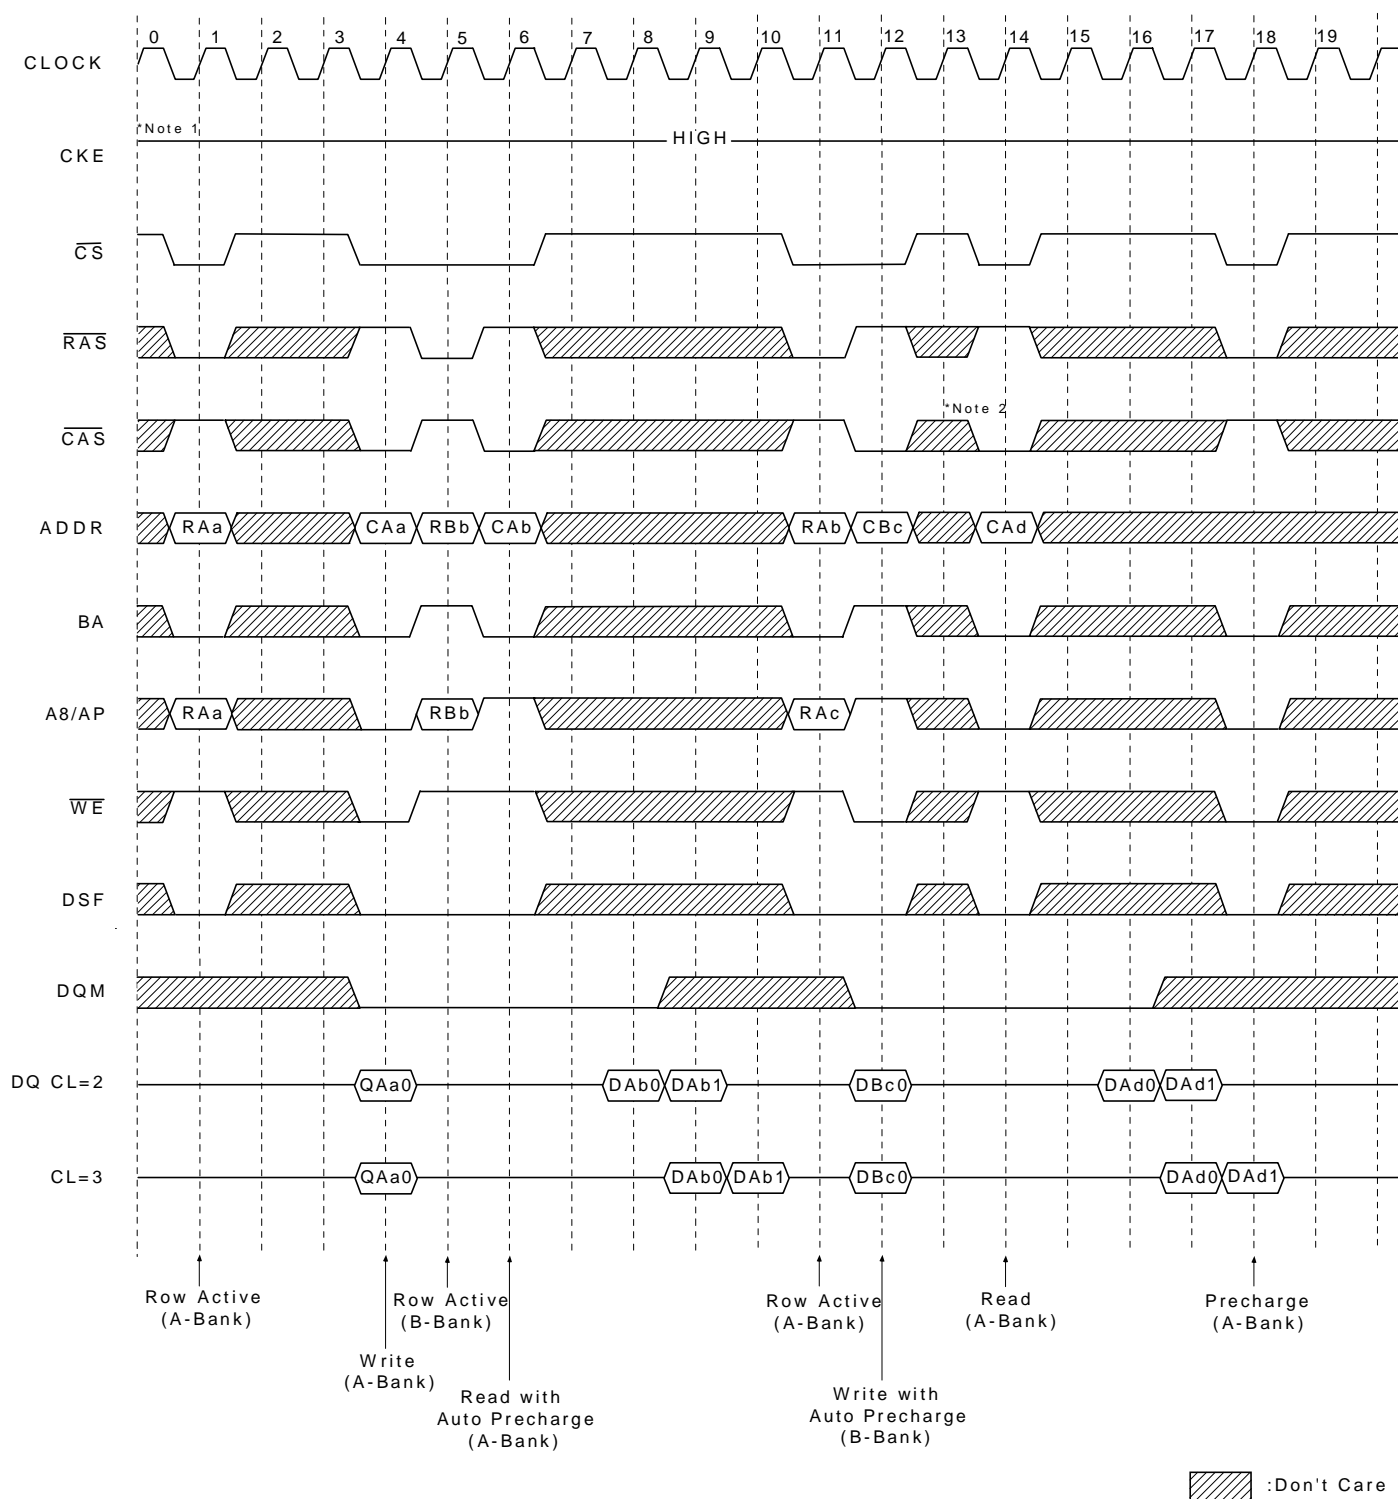 0 1 2 3 4 5 6 7 8 9 10 11 12 13 14 15 16 17 18 19
CLOCK
*Note 1
HIGH
CKE
CS
RAS
*Note 2
CAS
ADDR RAa CAa RBb CAb RAb CBc CAd
BA
A8/AP RAa RBb RAc
WE
DSF
DQM
DQ CL=2 QAa0 DAb0 DAb1 DBc0 DAd0 DAd1
CL=3 QAa0 DAb0 DAb1 DBc0 DAd0 DAd1
Row Active
(A-Bank)
Write
(A-Bank)
Row Active
(B-Bank)
Read with
Auto Precharge
(A-Bank)
Row Active
(A-Bank)
Write with
Auto Precharge
(B-Bank)
Read
(A-Bank)
Precharge
(A-Bank)
:Don't Care